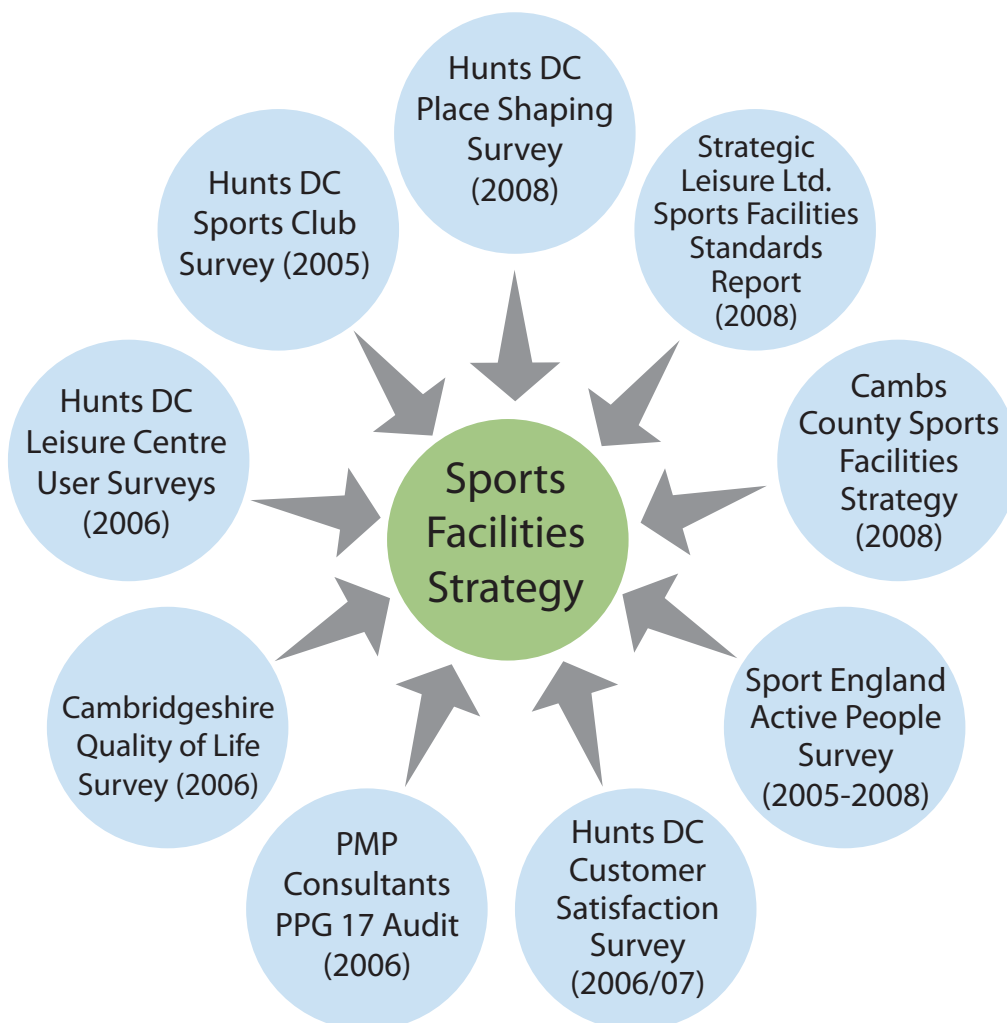 Hunts DC
Place Shaping
Survey
(2008)
Strategic
Leisure Ltd.
Sports Facilities
Standards
Report
(2008)
Cambs
County Sports
Facilities
Strategy
(2008)
Sport England
Active People
Survey
(2005-2008)
Hunts DC
Customer
Satisfaction
Survey
(2006/07)
PMP
Consultants
PPG 17 Audit
(2006)
Cambridgeshire
Quality of Life
Survey (2006)
Hunts DC
Leisure Centre
User Surveys
(2006)
Hunts DC
Sports Club
Survey (2005)
Sports
Facilities
Strategy